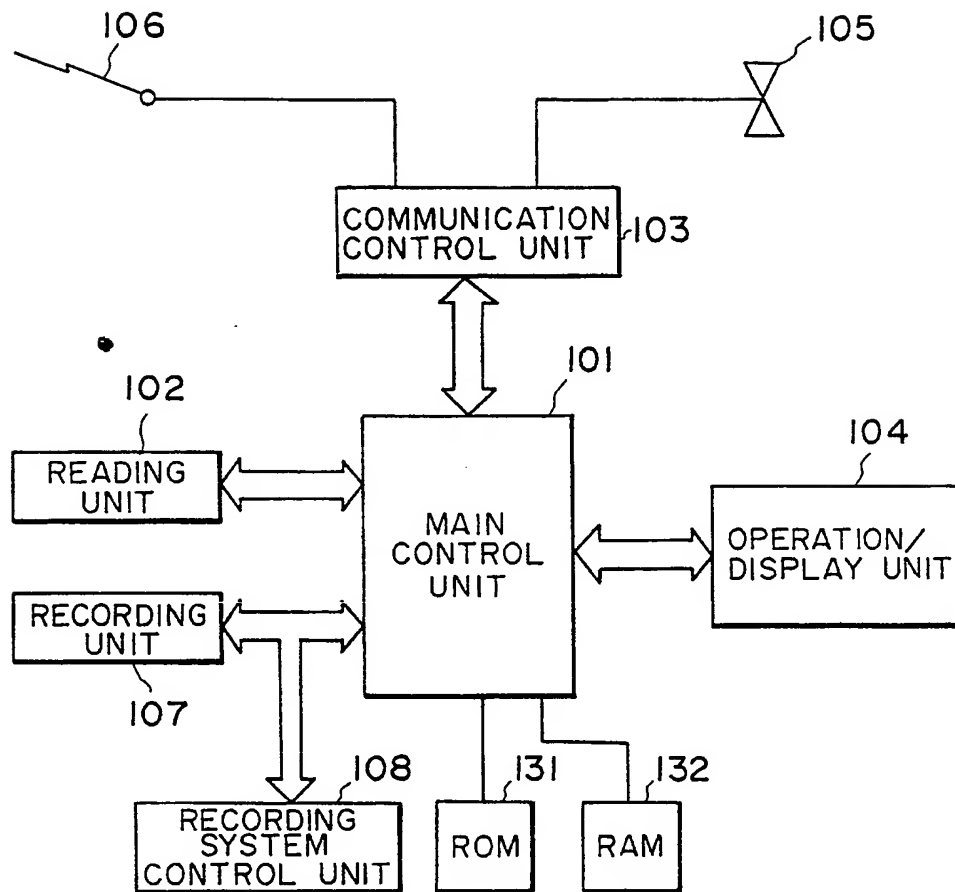 106
105
COMMUNICATION
CONTROL UNIT
103
101
102
READING
UNIT
104
MAIN
CONTROL
UNIT
OPERATION/
DISPLAY UNIT
RECORDING
UNIT
107
108
131
132
RECORDING
SYSTEM
CONTROL UNIT
ROM
RAM